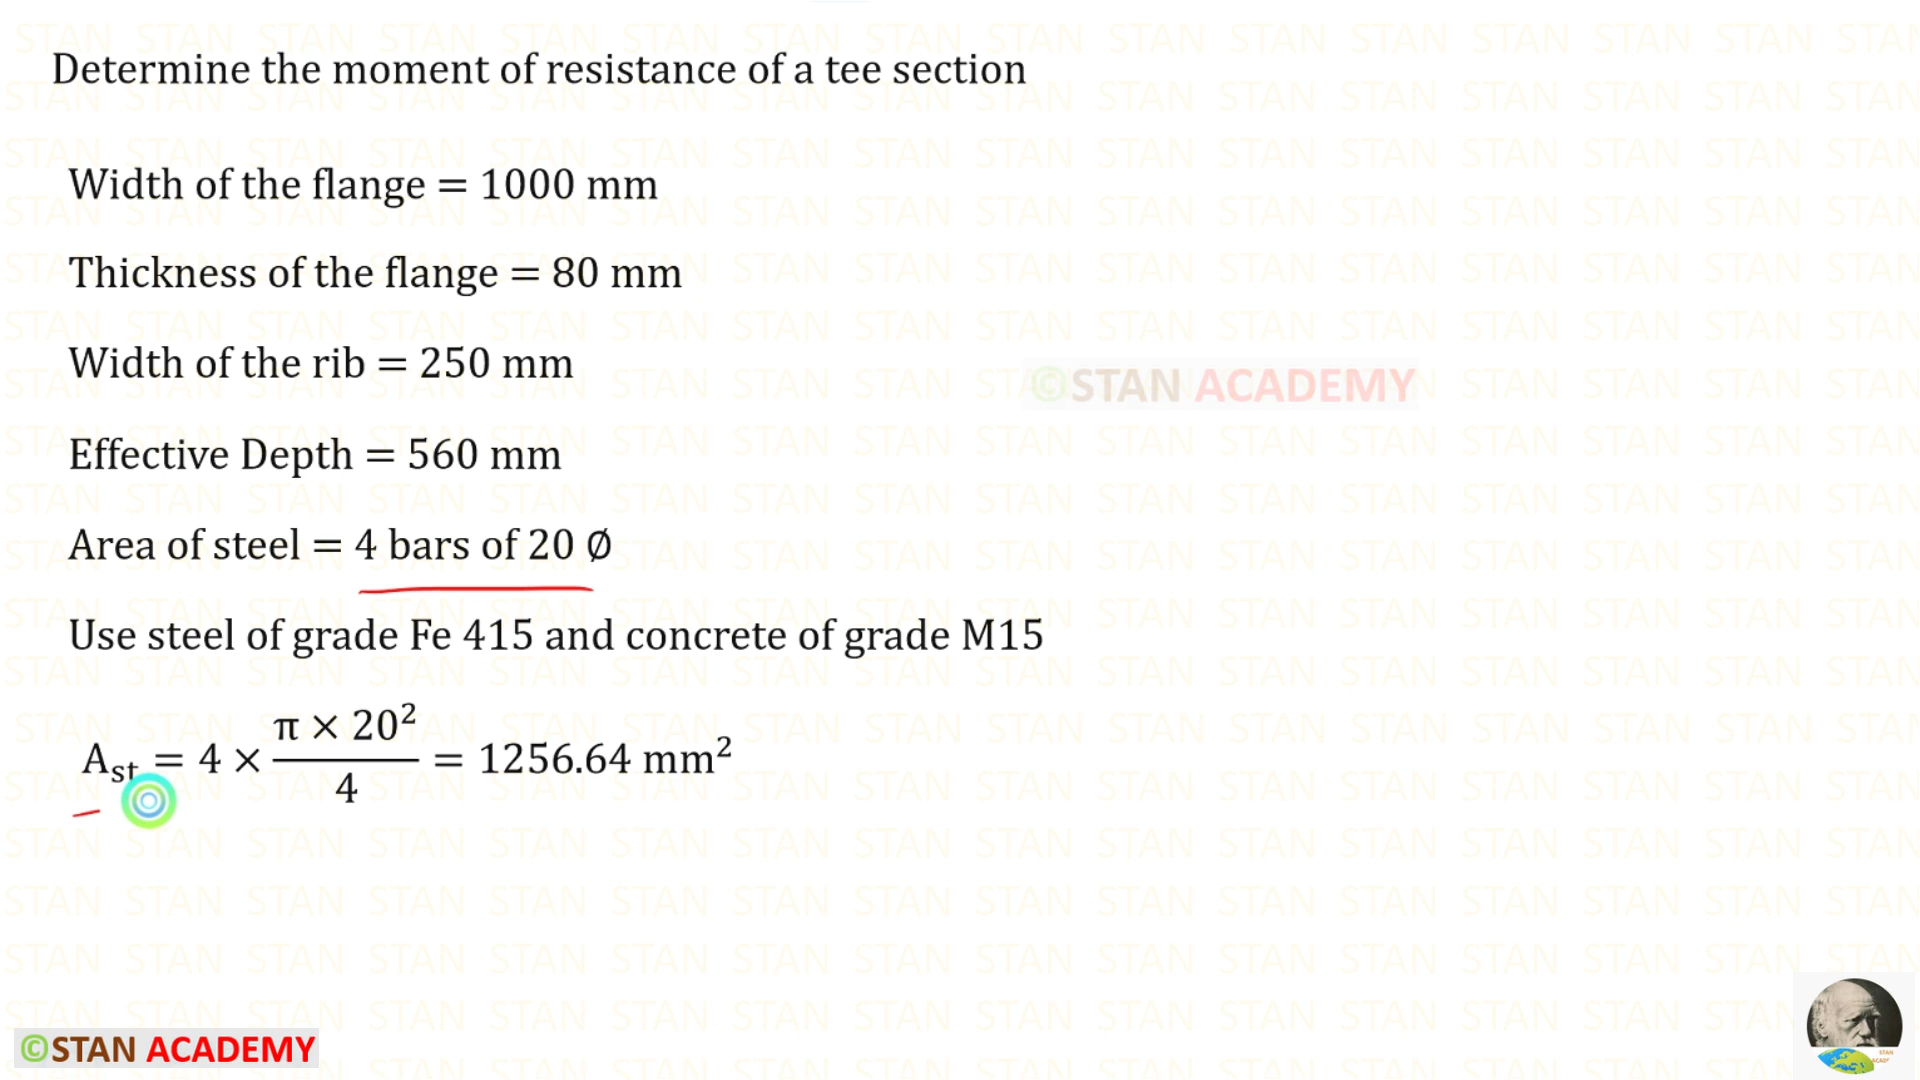 Determine the moment of resistance of a tee section
Width of the flange = 1000 mm
Thickness of the flange = 80 mm
Width of the rib = 250 mm
©STAN ACADEMY
Effective Depth = 560 mm
Area of steel = 4 bars of 20 ∅
Use steel of grade Fe 415 and concrete of grade M15
A_st = 4 × (π × 20²)/4 = 1256.64 mm²
©STAN ACADEMY